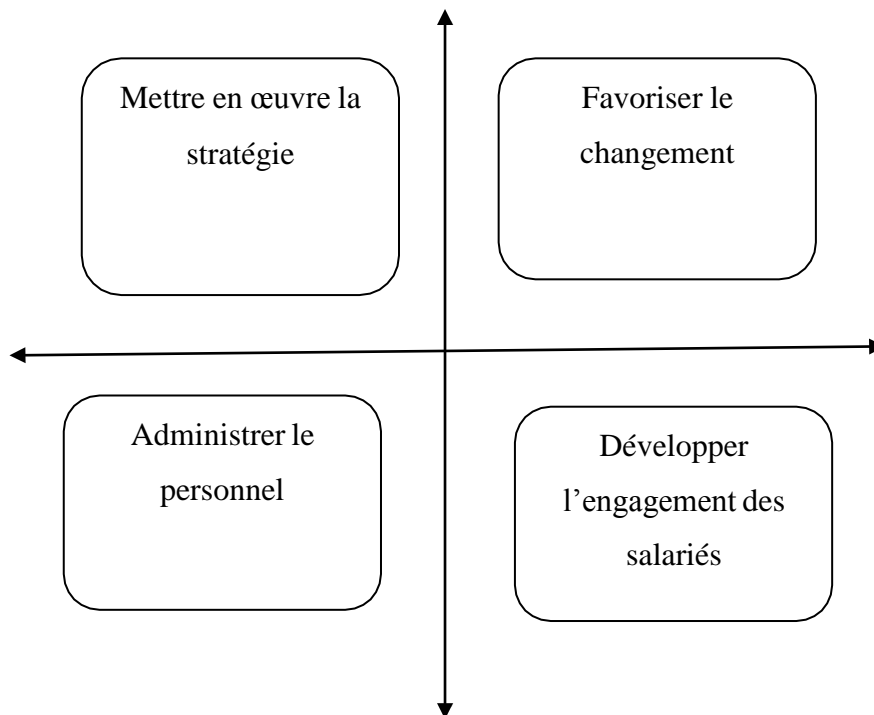 Mettre en œuvre la
stratégie
Favoriser le
changement
Administrer le
personnel
Développer
l’engagement des
salariés